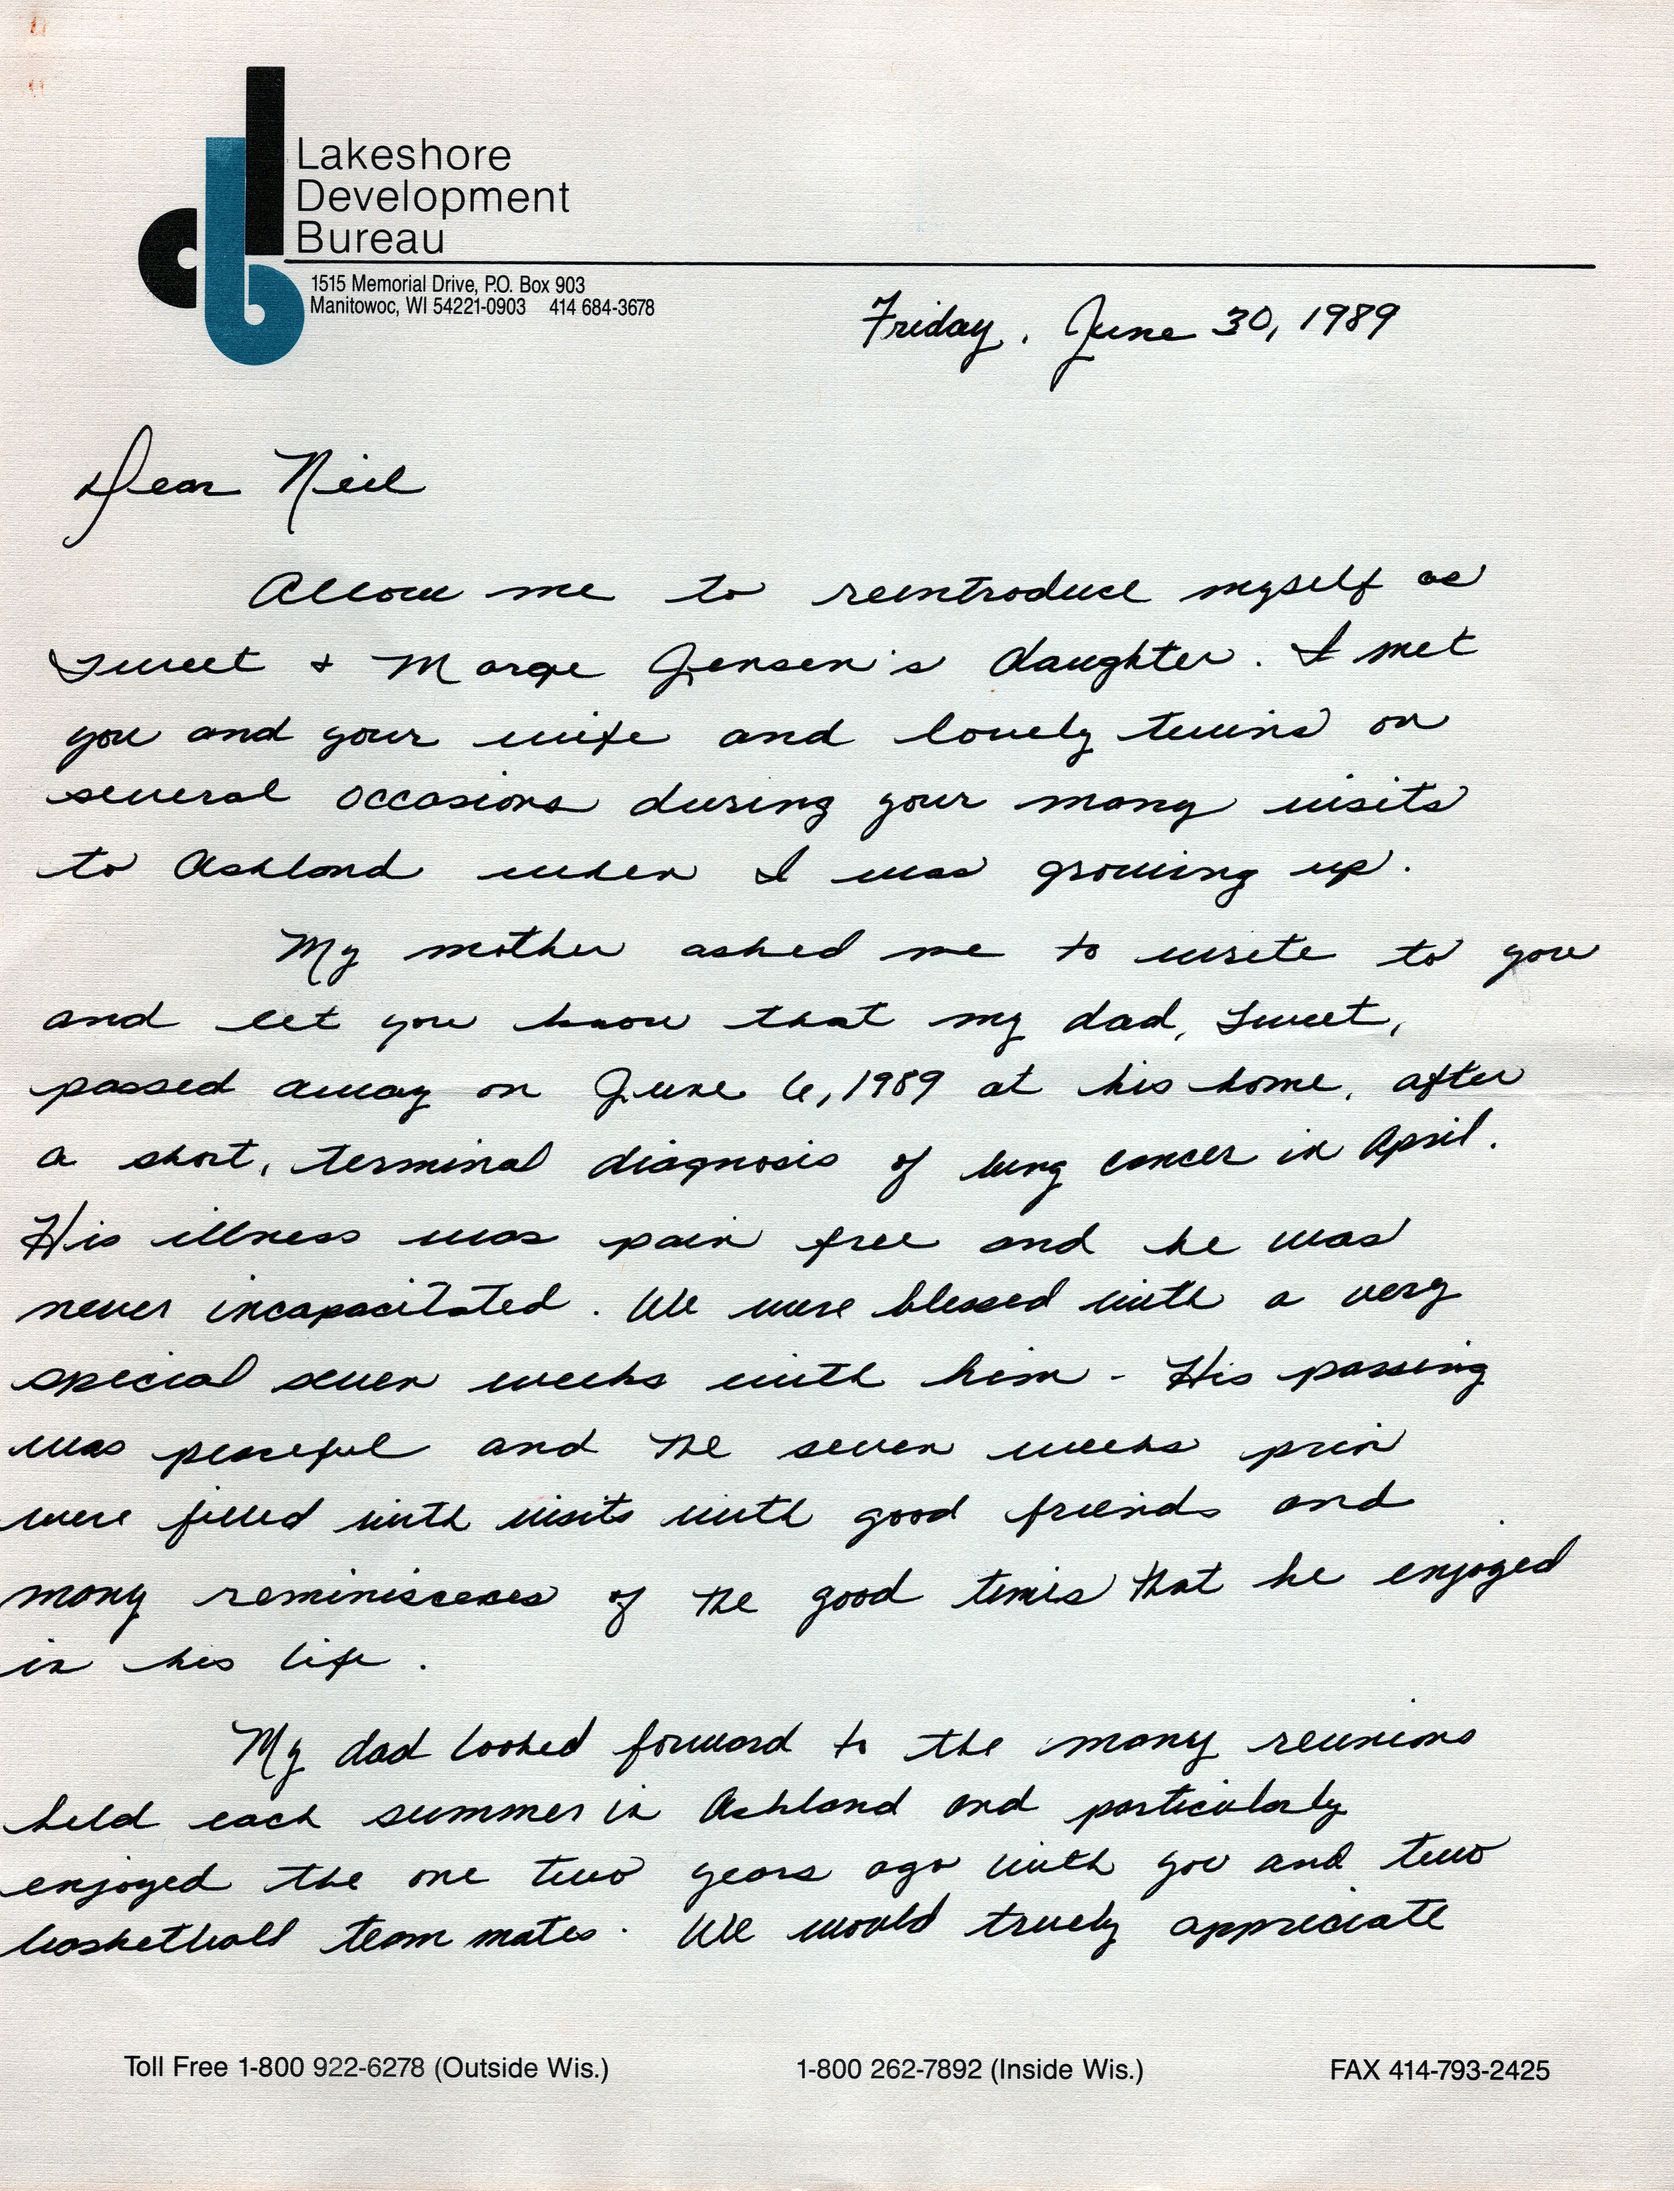 Lakeshore
Development
Bureau
1515 Memorial Drive, P.O. Box 903
Manitowoc, WI 54221-0903 414 684-3678
Friday, June 30, 1989
Dear Neil
Allow me to reintroduce myself as
Sweet & Marge Jensen's daughter. I met
you and your wife and lovely twins on
several occasions during your many visits
to Ashland when I was growing up.
My mother asked me to write to you
and let you know that my dad, Sweet,
passed away on June 6, 1989 at his home, after
a short, terminal diagnosis of lung cancer in April.
His illness was pain free and he was
never incapacitated. We were blessed with a very
special seven weeks with him - His passing
was peaceful and the seven weeks prior
were filled with visits with good friends and
many reminisceses of the good times that he enjoyed
in his life.
My dad looked forward to the many reunions
held each summer in Ashland and particularly
enjoyed the one two years ago with you and two
basketball team mates. We would truely appreciate
Toll Free 1-800 922-6278 (Outside Wis.) 1-800 262-7892 (Inside Wis.) FAX 414-793-2425